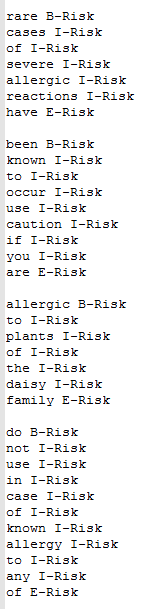 rare B-Risk
cases I-Risk
of I-Risk
severe I-Risk
allergic I-Risk
reactions I-Risk
have E-Risk

been B-Risk
known I-Risk
to I-Risk
occur I-Risk
use I-Risk
caution I-Risk
if I-Risk
you I-Risk
are E-Risk

allergic B-Risk
to I-Risk
plants I-Risk
of I-Risk
the I-Risk
daisy I-Risk
family E-Risk

do B-Risk
not I-Risk
use I-Risk
in I-Risk
case I-Risk
of I-Risk
known I-Risk
allergy I-Risk
to I-Risk
any I-Risk
of E-Risk